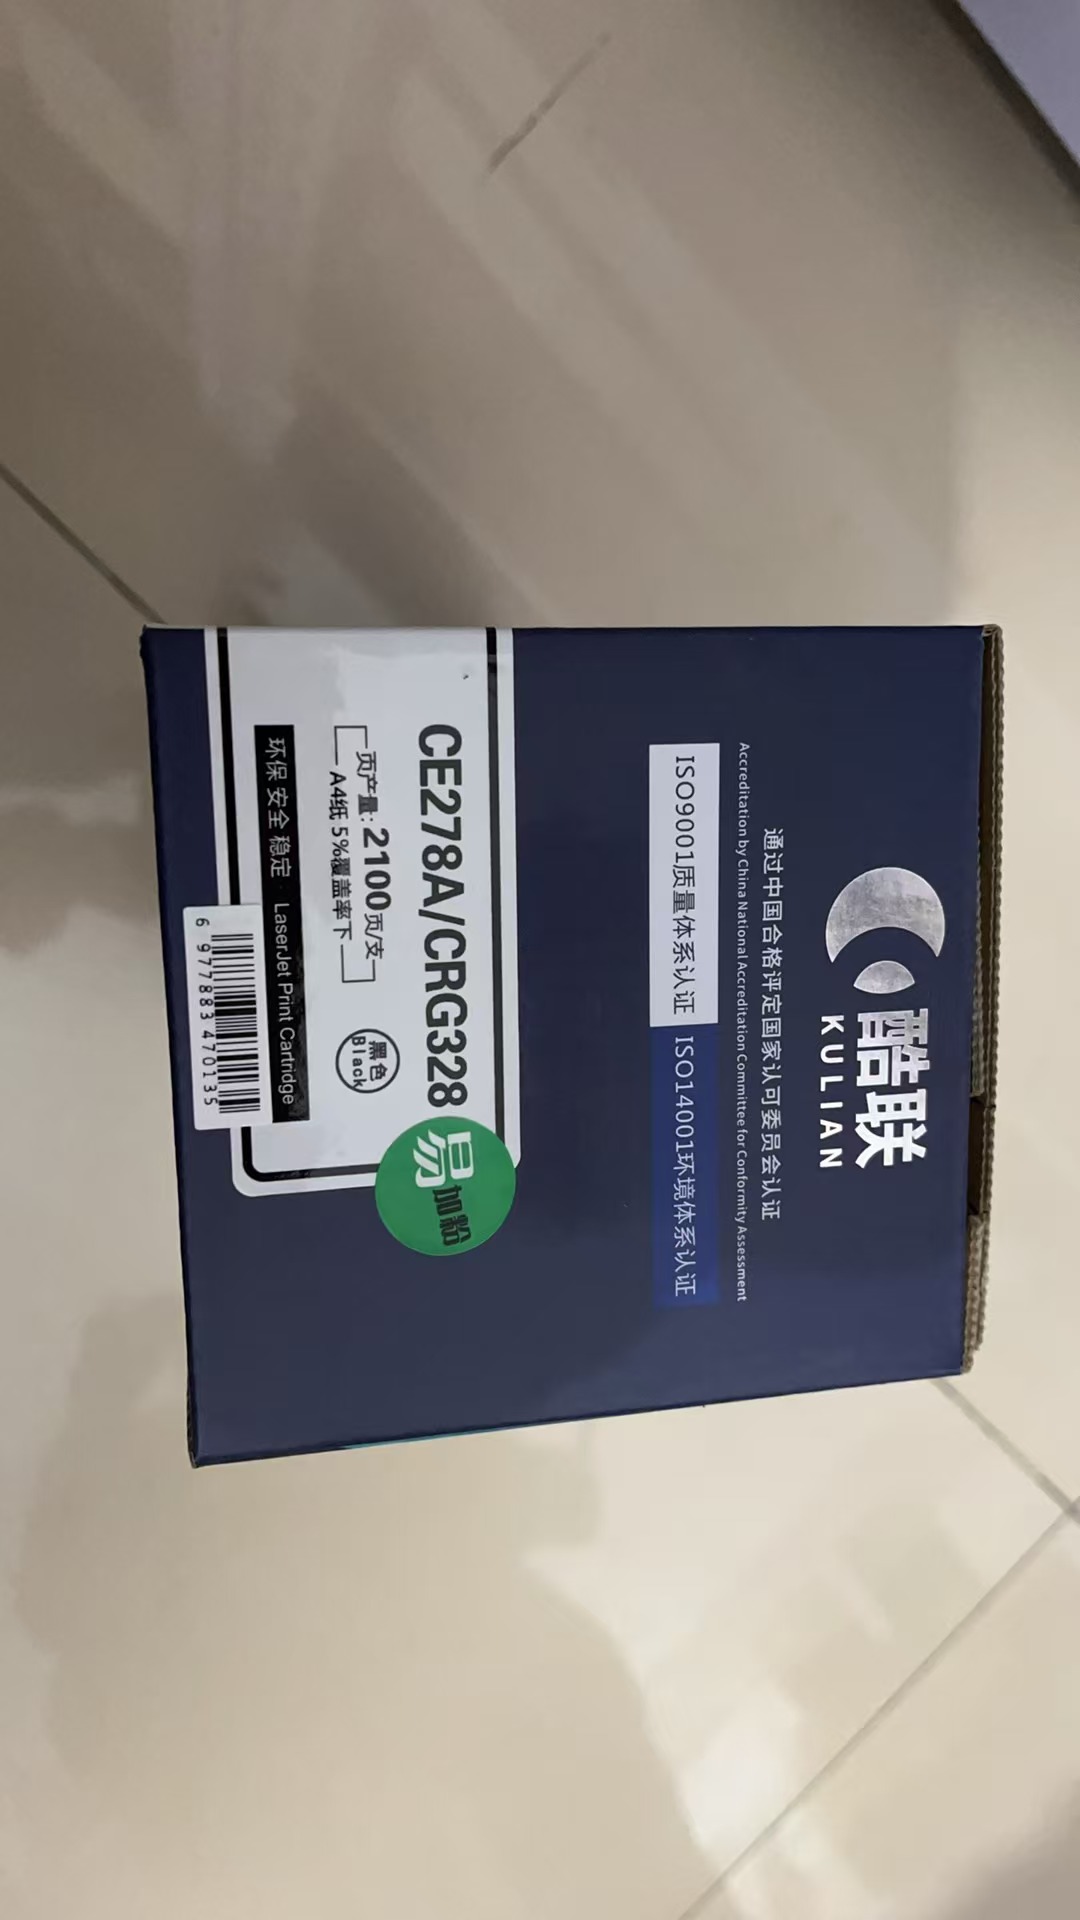 酷联
KULIAN
通过中国合格评定国家认可委员会认证
Accreditation by China National Accreditation Committee for Conformity Assessment
ISO9001质量体系认证 ISO14001环境体系认证
CE278A/CRG328
易加粉
页产量:2100页/支
A4纸 5%覆盖率下
黑色
Black
环保 安全 稳定 · LaserJet Print Cartridge
6 977883 470135